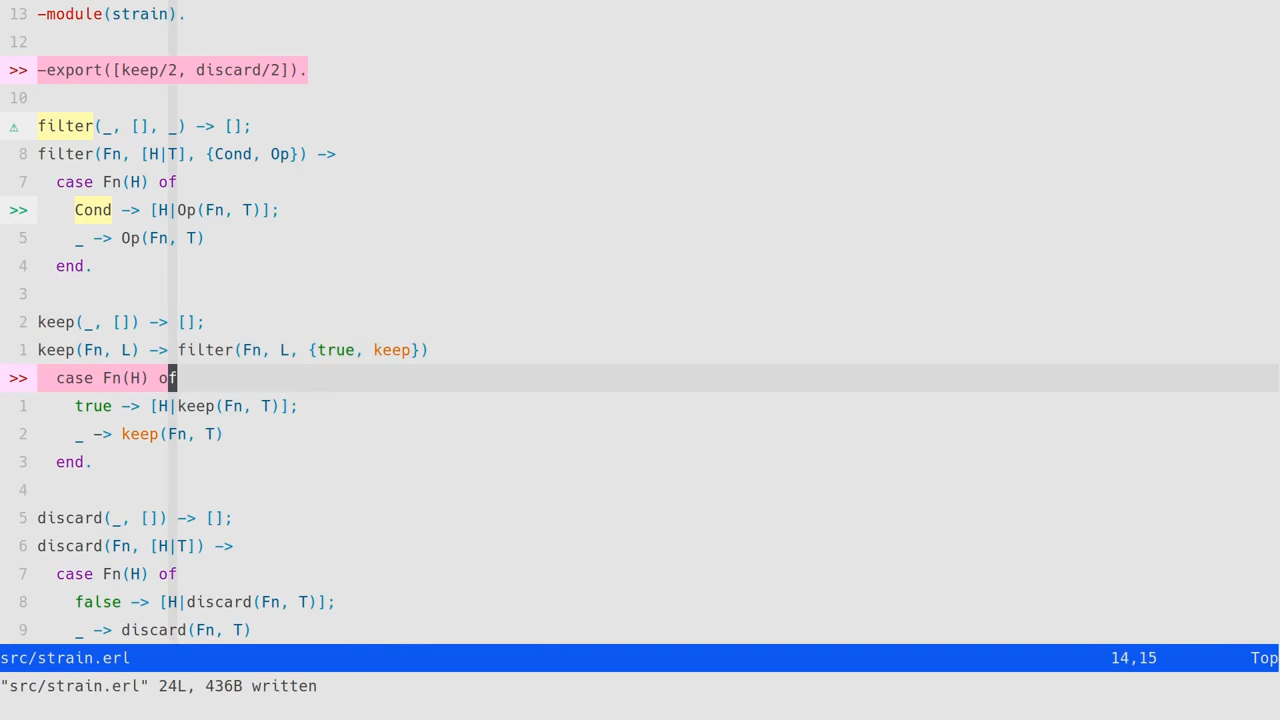 13 -module(strain).
12
>> -export([keep/2, discard/2]).
10
⚠ filter(_, [], _) -> [];
8 filter(Fn, [H|T], {Cond, Op}) ->
7   case Fn(H) of
>>     Cond -> [H|Op(Fn, T)];
5     _ -> Op(Fn, T)
4   end.
3
2 keep(_, []) -> [];
1 keep(Fn, L) -> filter(Fn, L, {true, keep})
>>   case Fn(H) of
1     true -> [H|keep(Fn, T)];
2     _ -> keep(Fn, T)
3   end.
4
5 discard(_, []) -> [];
6 discard(Fn, [H|T]) ->
7   case Fn(H) of
8     false -> [H|discard(Fn, T)];
9     _ -> discard(Fn, T)
src/strain.erl 14,15 Top
"src/strain.erl" 24L, 436B written